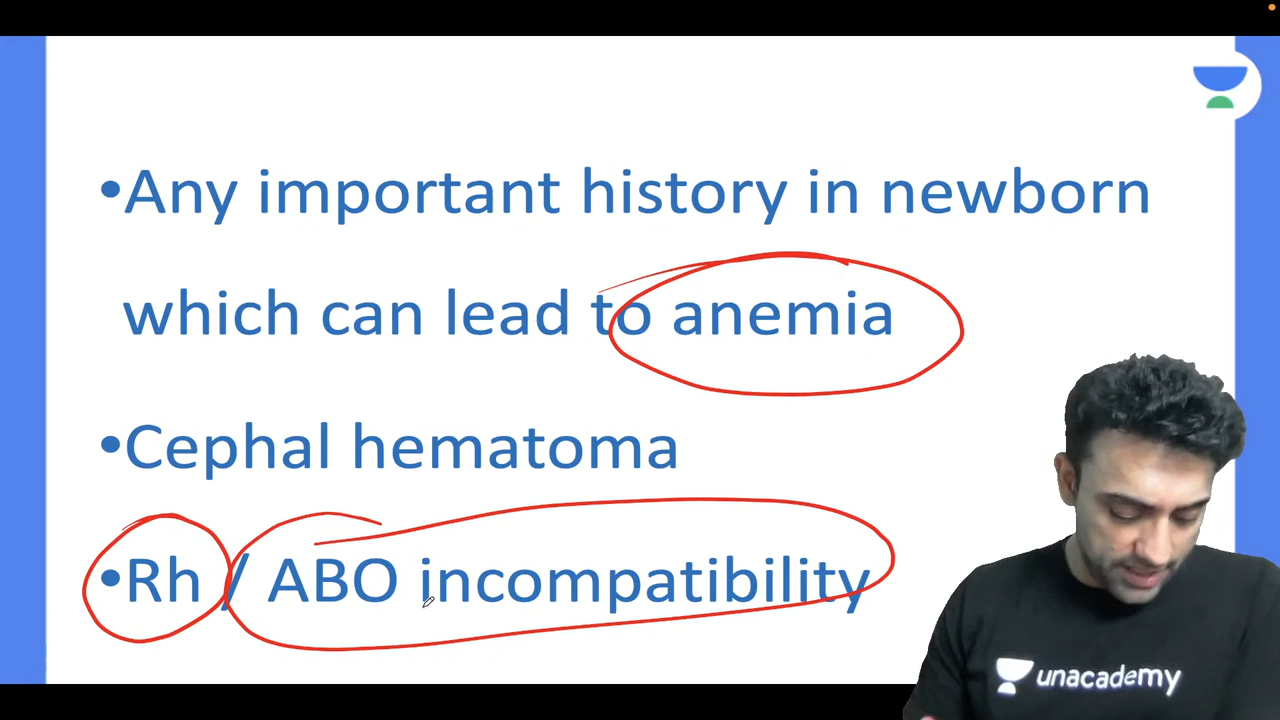 •Any important history in newborn
which can lead to anemia
•Cephal hematoma
•Rh / ABO incompatibility
unacademy